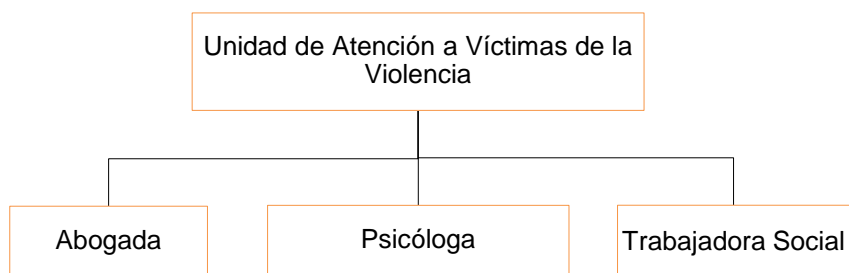 Unidad de Atención a Víctimas de la
Violencia
Abogada
Psicóloga
Trabajadora Social